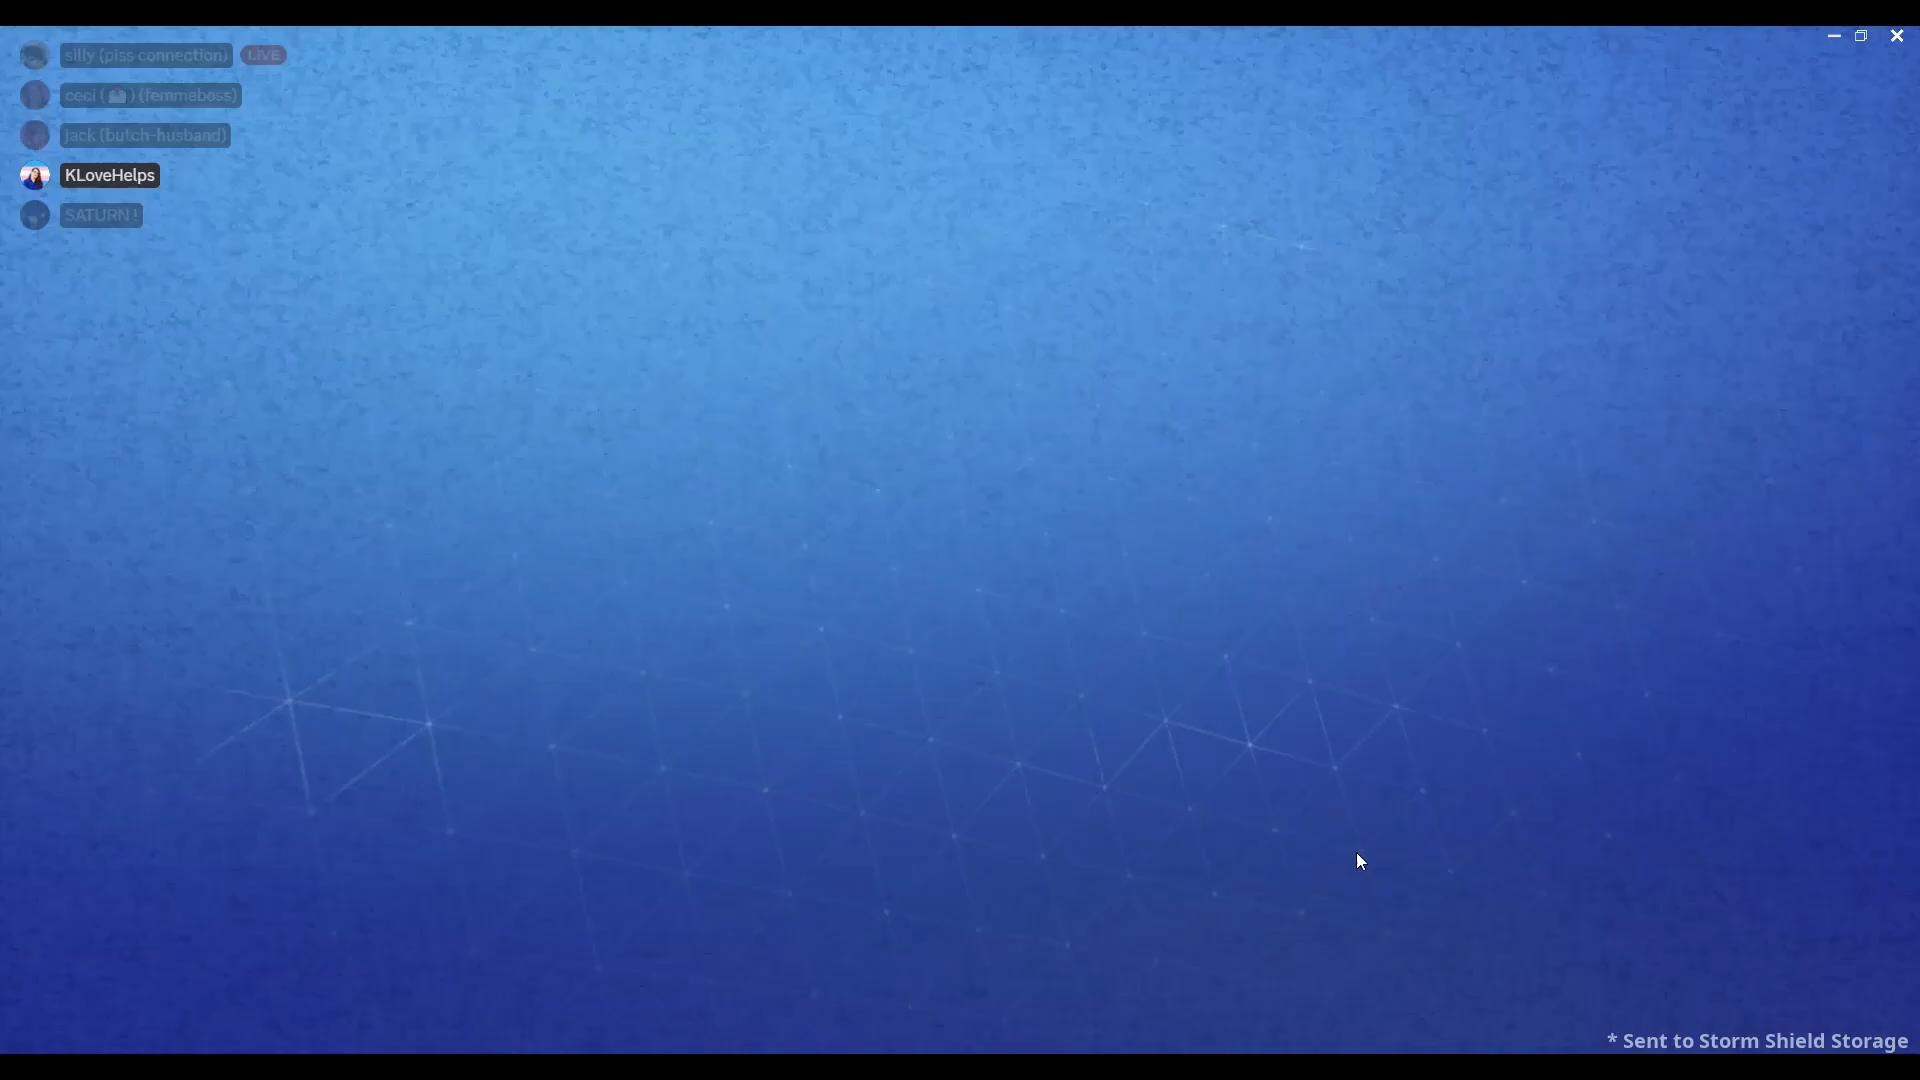 silly (piss connection) LIVE
ceci (📩) (femmeboss)
jack (butch-husband)
KLoveHelps
SATURN !
* Sent to Storm Shield Storage